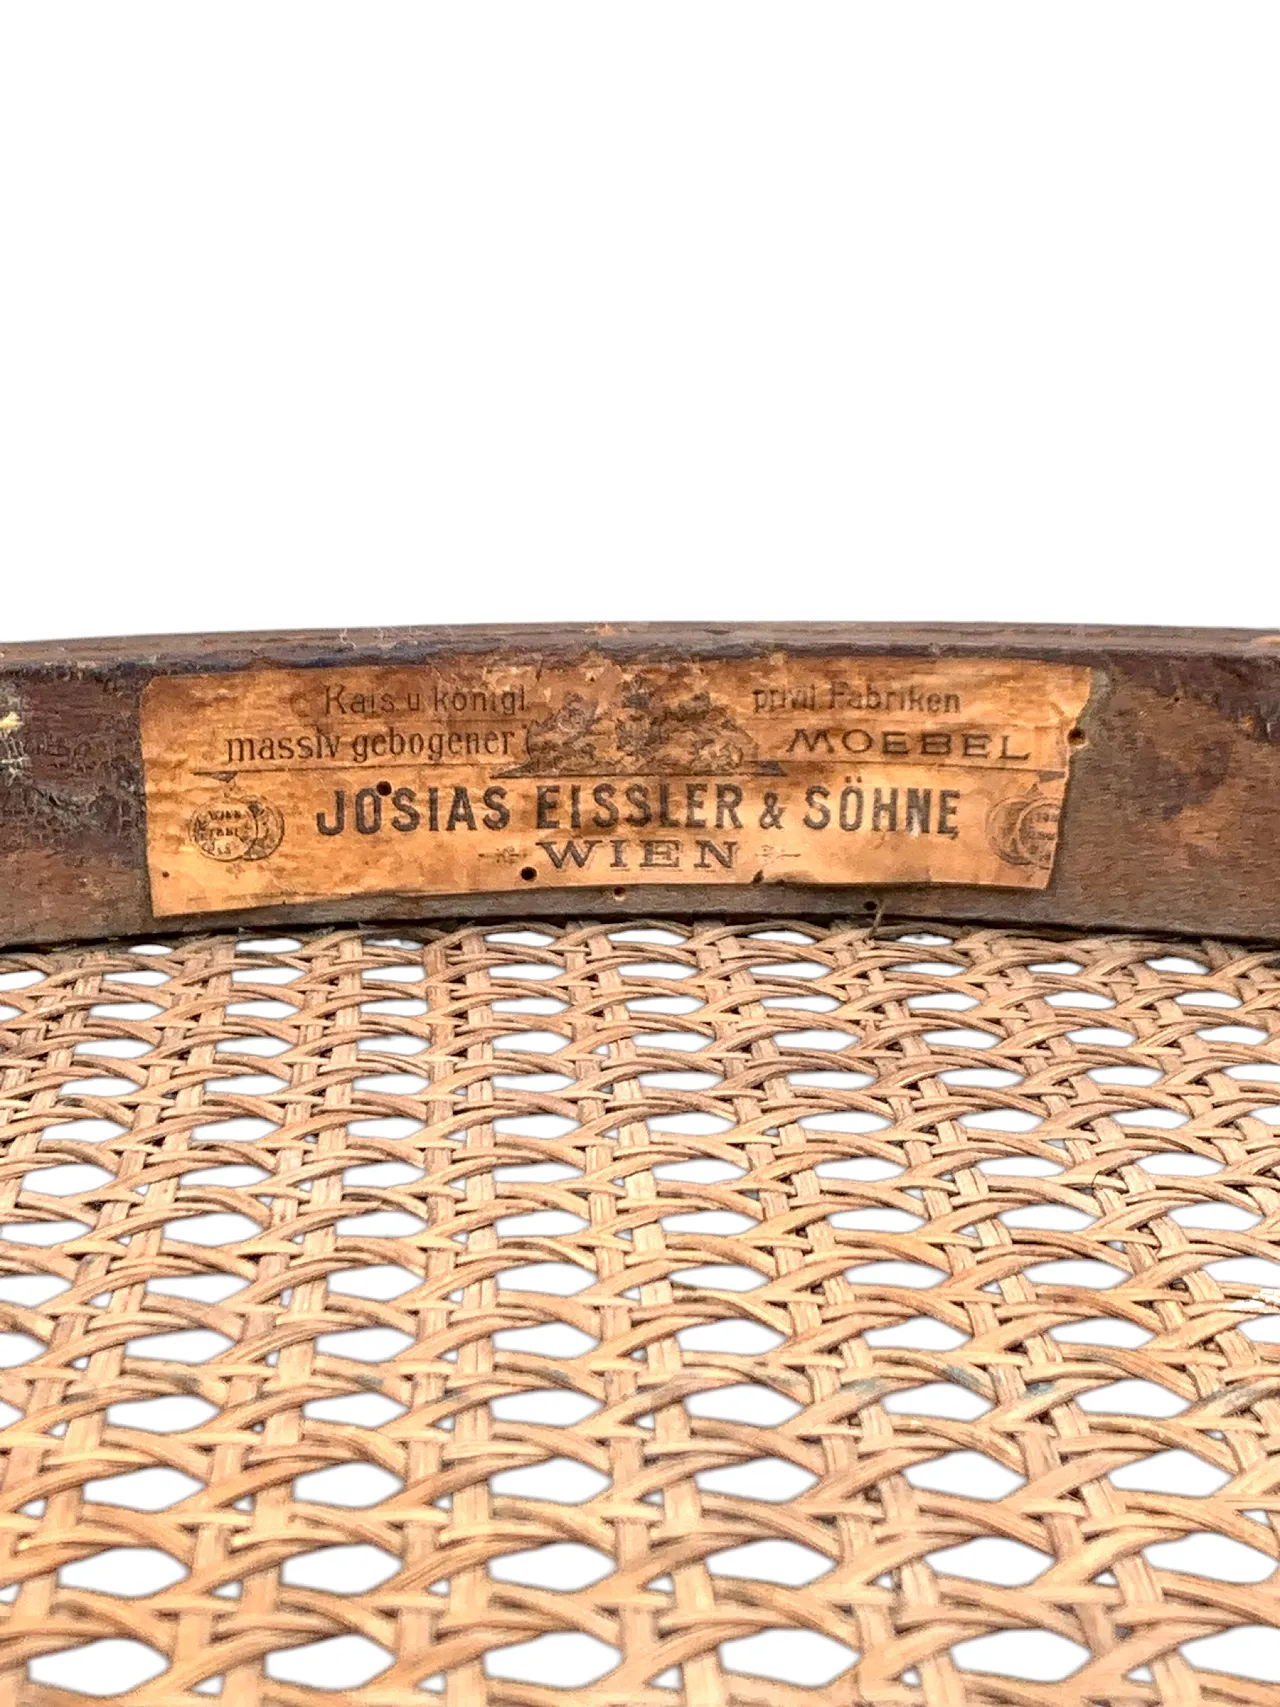 Kais u königl privil Fabriken
massiv gebogener MOEBEL
JOSIAS EISSLER & SÖHNE
WIEN